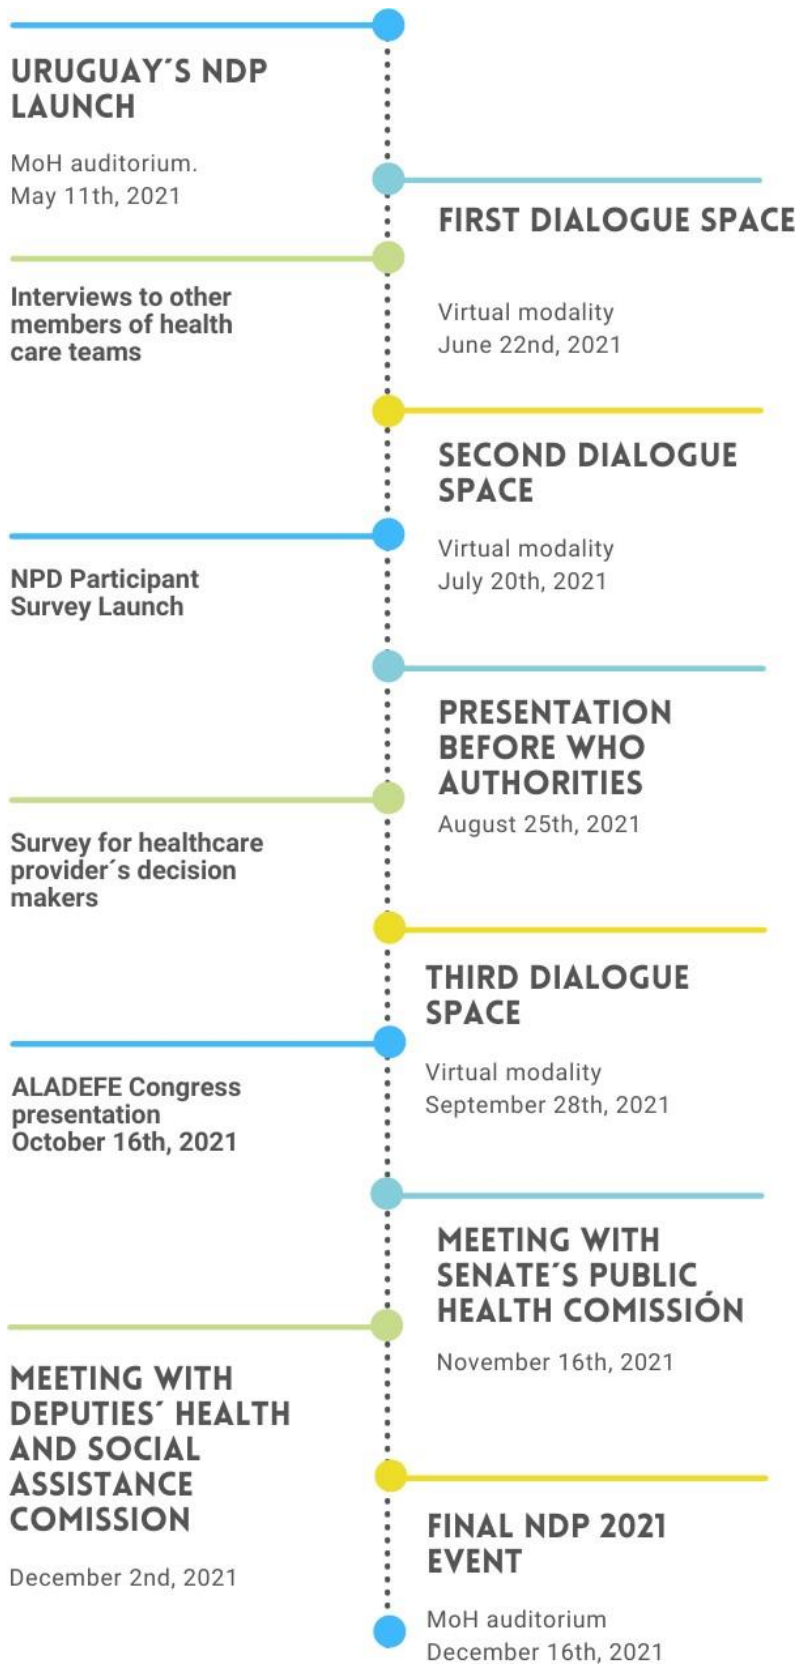 URUGUAY´S NDP
LAUNCH
MoH auditorium.
May 11th, 2021
FIRST DIALOGUE SPACE
Virtual modality
June 22nd, 2021
Interviews to other
members of health
care teams
SECOND DIALOGUE
SPACE
Virtual modality
July 20th, 2021
NPD Participant
Survey Launch
PRESENTATION
BEFORE WHO
AUTHORITIES
August 25th, 2021
Survey for healthcare
provider´s decision
makers
THIRD DIALOGUE
SPACE
Virtual modality
September 28th, 2021
ALADEFE Congress
presentation
October 16th, 2021
MEETING WITH
SENATE´S PUBLIC
HEALTH COMISSIÓN
November 16th, 2021
MEETING WITH
DEPUTIES´ HEALTH
AND SOCIAL
ASSISTANCE
COMISSION
December 2nd, 2021
FINAL NDP 2021
EVENT
MoH auditorium
December 16th, 2021